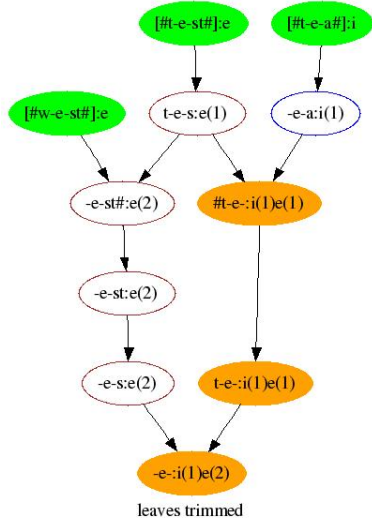 [#t-e-st#]:e [#t-e-a#]:i
[#w-e-st#]:e t-e-s:e(1) -e-a:i(1)
-e-st#:e(2) #t-e-:i(1)e(1)
-e-st:e(2)
-e-s:e(2) t-e-:i(1)e(1)
-e-:i(1)e(2)
leaves trimmed